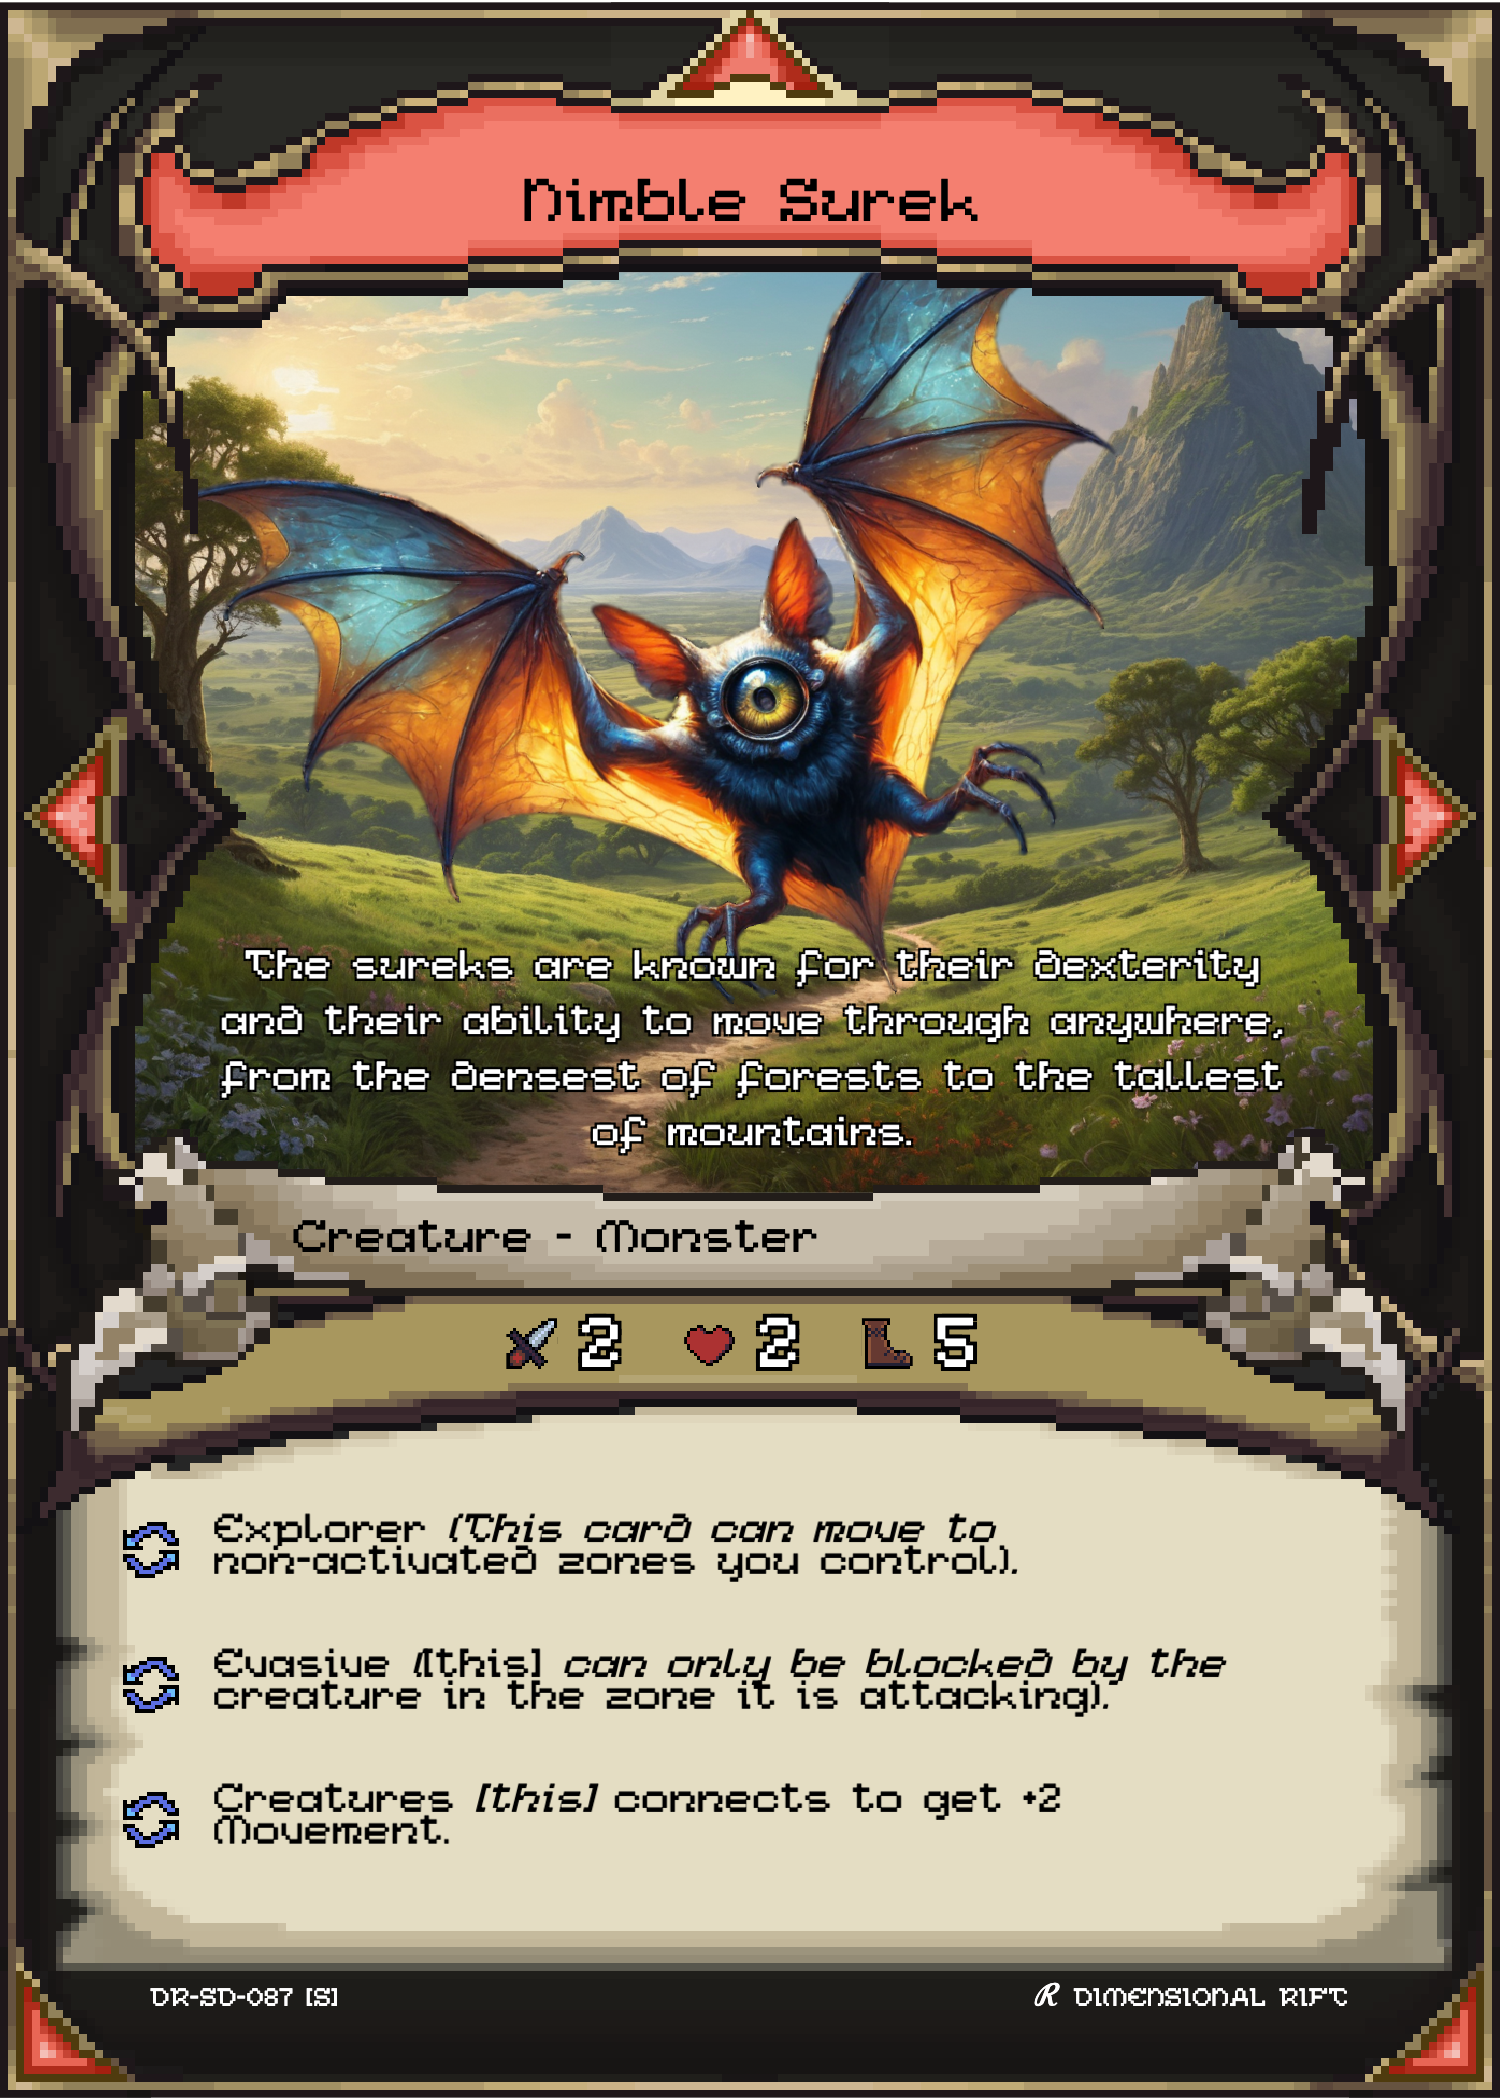 Nimble Surek
The sureks are known for their dexterity
and their ability to move through anywhere,
from the densest of forests to the tallest
of mountains.
Creature - Monster
2 2 5
Explorer (This card can move to
non-activated zones you control).
Evasive ([this] can only be blocked by the
creature in the zone it is attacking).
Creatures [this] connects to get +2
Movement.
DR-SD-087 [S]
R DIMENSIONAL RIFT